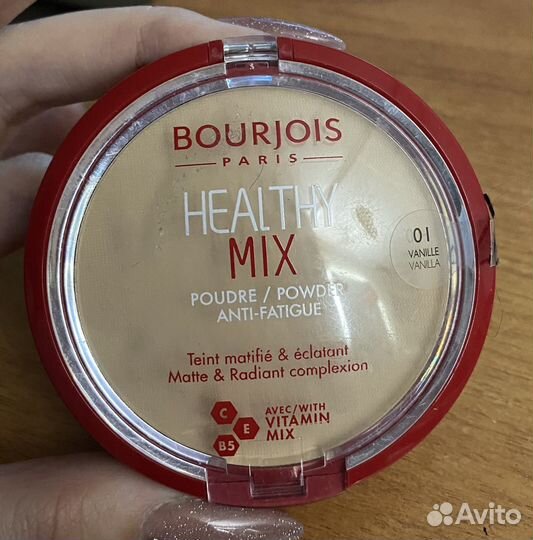 BOURJOIS
PARIS
HEALTHY
MIX
01
VANILLE
VANILLA
POUDRE / POWDER
ANTI-FATIGUE
Teint matifié & éclatant
Matte & Radiant complexion
C
E
B5
AVEC/WITH
VITAMIN
MIX
Avito